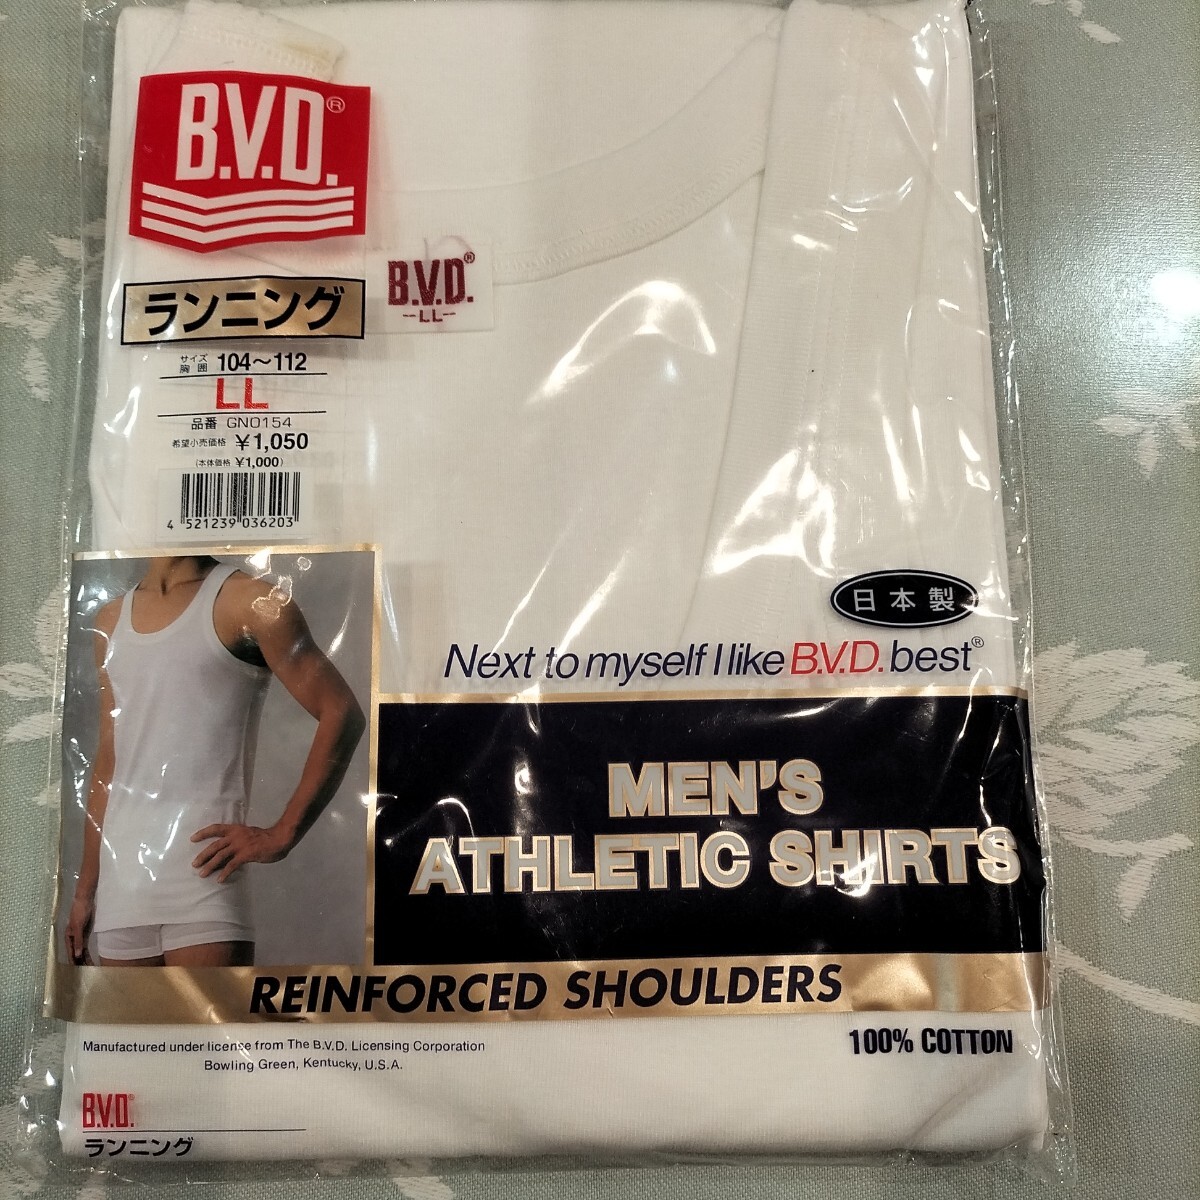 B.V.D.®
ランニング
B.V.D.®
-LL-
サイズ
胸囲 104〜112
LL
品番 GN0154
希望小売価格 ¥1,050
(本体価格 ¥1,000)
4 521239 036203
日本製
Next to myself I like B.V.D. best®
MEN'S
ATHLETIC SHIRTS
REINFORCED SHOULDERS
100% COTTON
Manufactured under license from The B.V.D. Licensing Corporation
Bowling Green, Kentucky, U.S.A.
B.V.D.®
ランニング